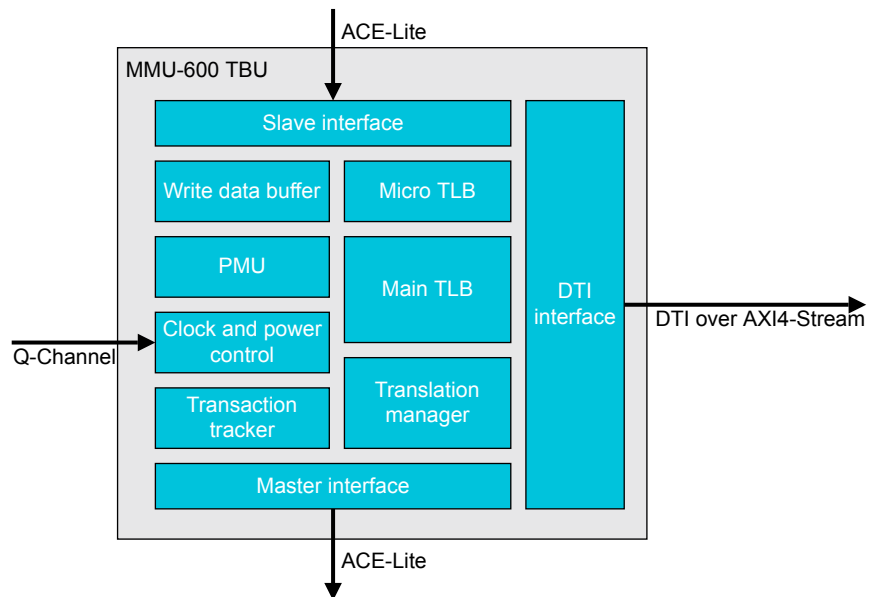 ACE-Lite
MMU-600 TBU
Slave interface
Write data buffer
Micro TLB
PMU
Main TLB
DTI
interface
DTI over AXI4-Stream
Clock and power
control
Q-Channel
Translation
manager
Transaction
tracker
Master interface
ACE-Lite